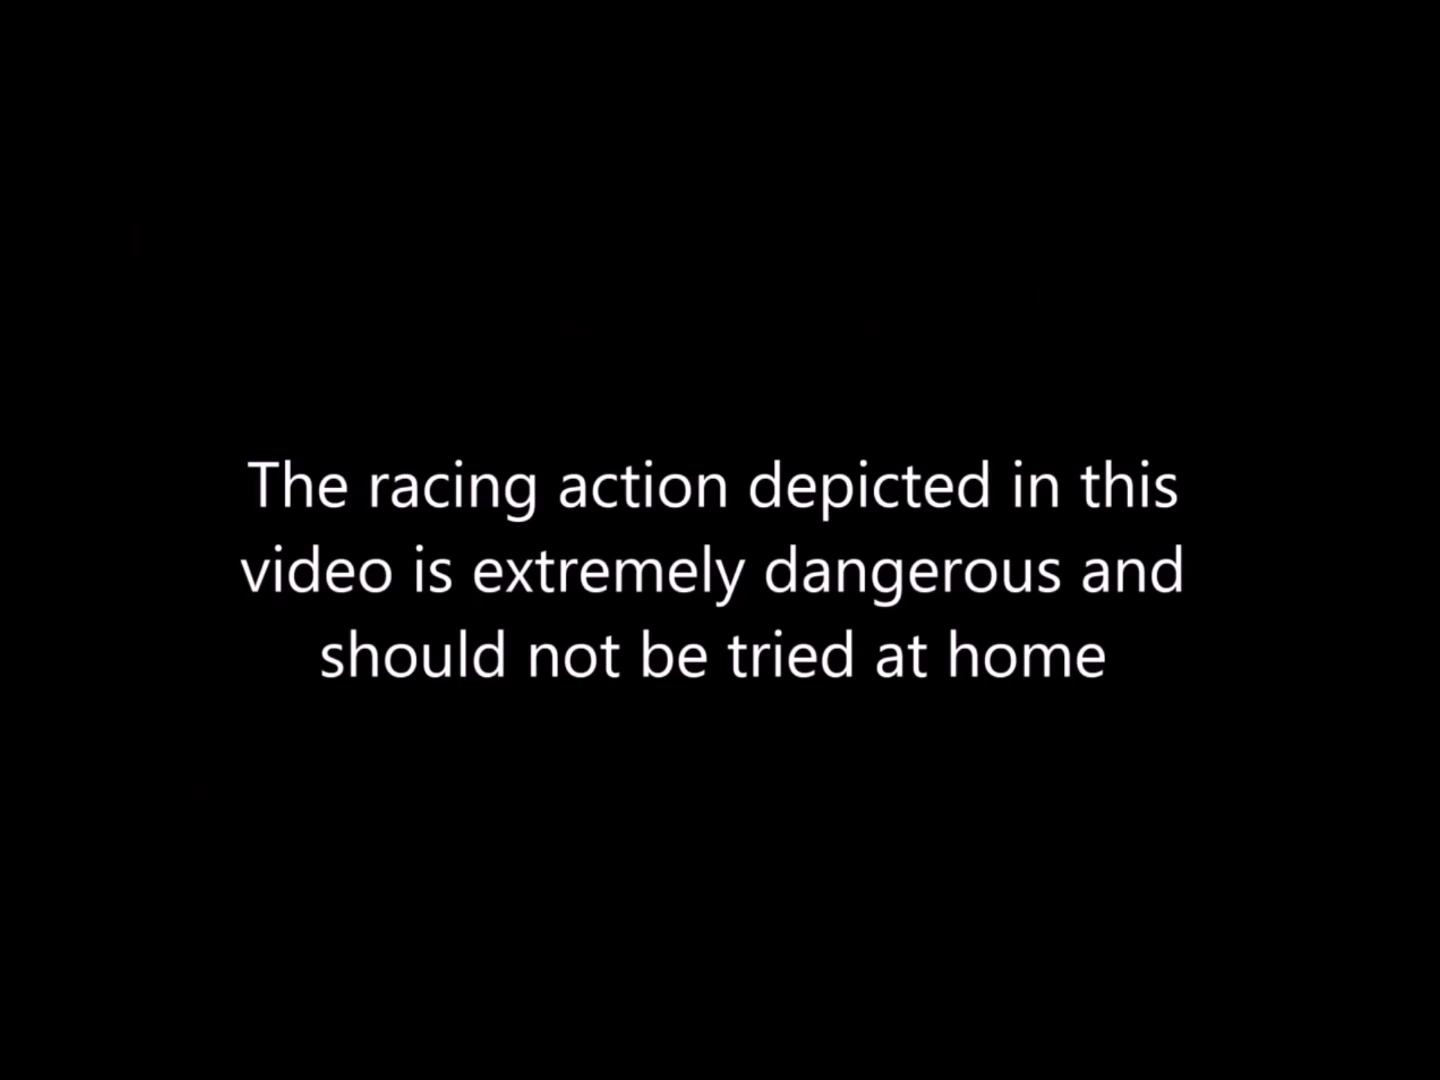 The racing action depicted in this
video is extremely dangerous and
should not be tried at home